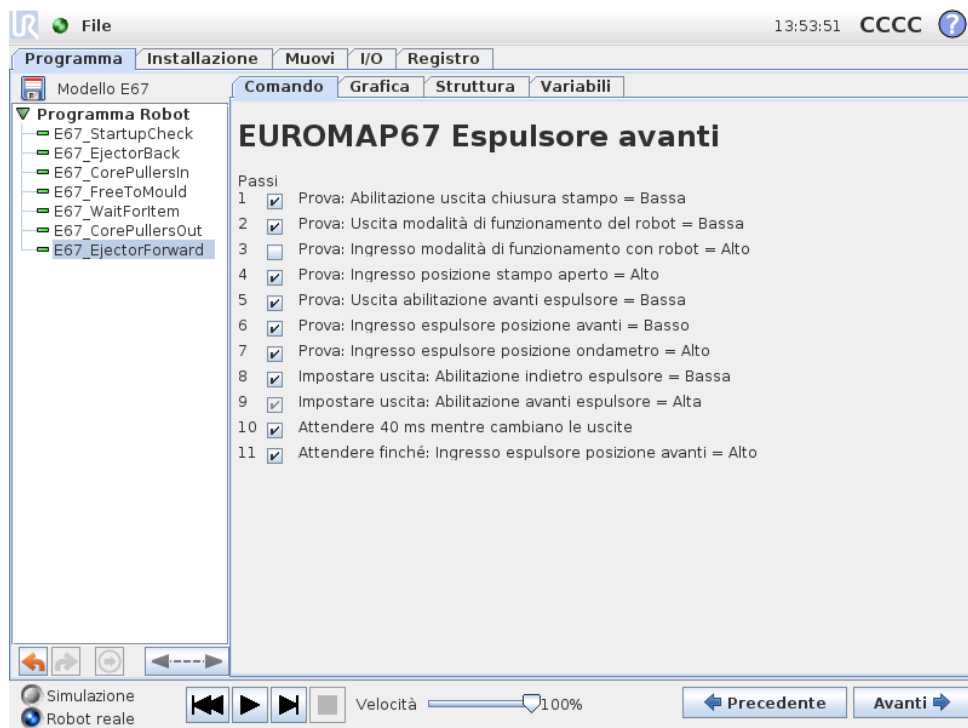 UR File 13:53:51 CCCC ?
Programma Installazione Muovi I/O Registro
Modello E67
Comando Grafica Struttura Variabili
Programma Robot
E67_StartupCheck
E67_EjectorBack
E67_CorePullersIn
E67_FreeToMould
E67_WaitForItem
E67_CorePullersOut
E67_EjectorForward
EUROMAP67 Espulsore avanti
Passi
1 Prova: Abilitazione uscita chiusura stampo = Bassa
2 Prova: Uscita modalità di funzionamento del robot = Bassa
3 Prova: Ingresso modalità di funzionamento con robot = Alto
4 Prova: Ingresso posizione stampo aperto = Alto
5 Prova: Uscita abilitazione avanti espulsore = Bassa
6 Prova: Ingresso espulsore posizione avanti = Basso
7 Prova: Ingresso espulsore posizione ondametro = Alto
8 Impostare uscita: Abilitazione indietro espulsore = Bassa
9 Impostare uscita: Abilitazione avanti espulsore = Alta
10 Attendere 40 ms mentre cambiano le uscite
11 Attendere finché: Ingresso espulsore posizione avanti = Alto
Simulazione
Robot reale
Velocità 100%
Precedente Avanti